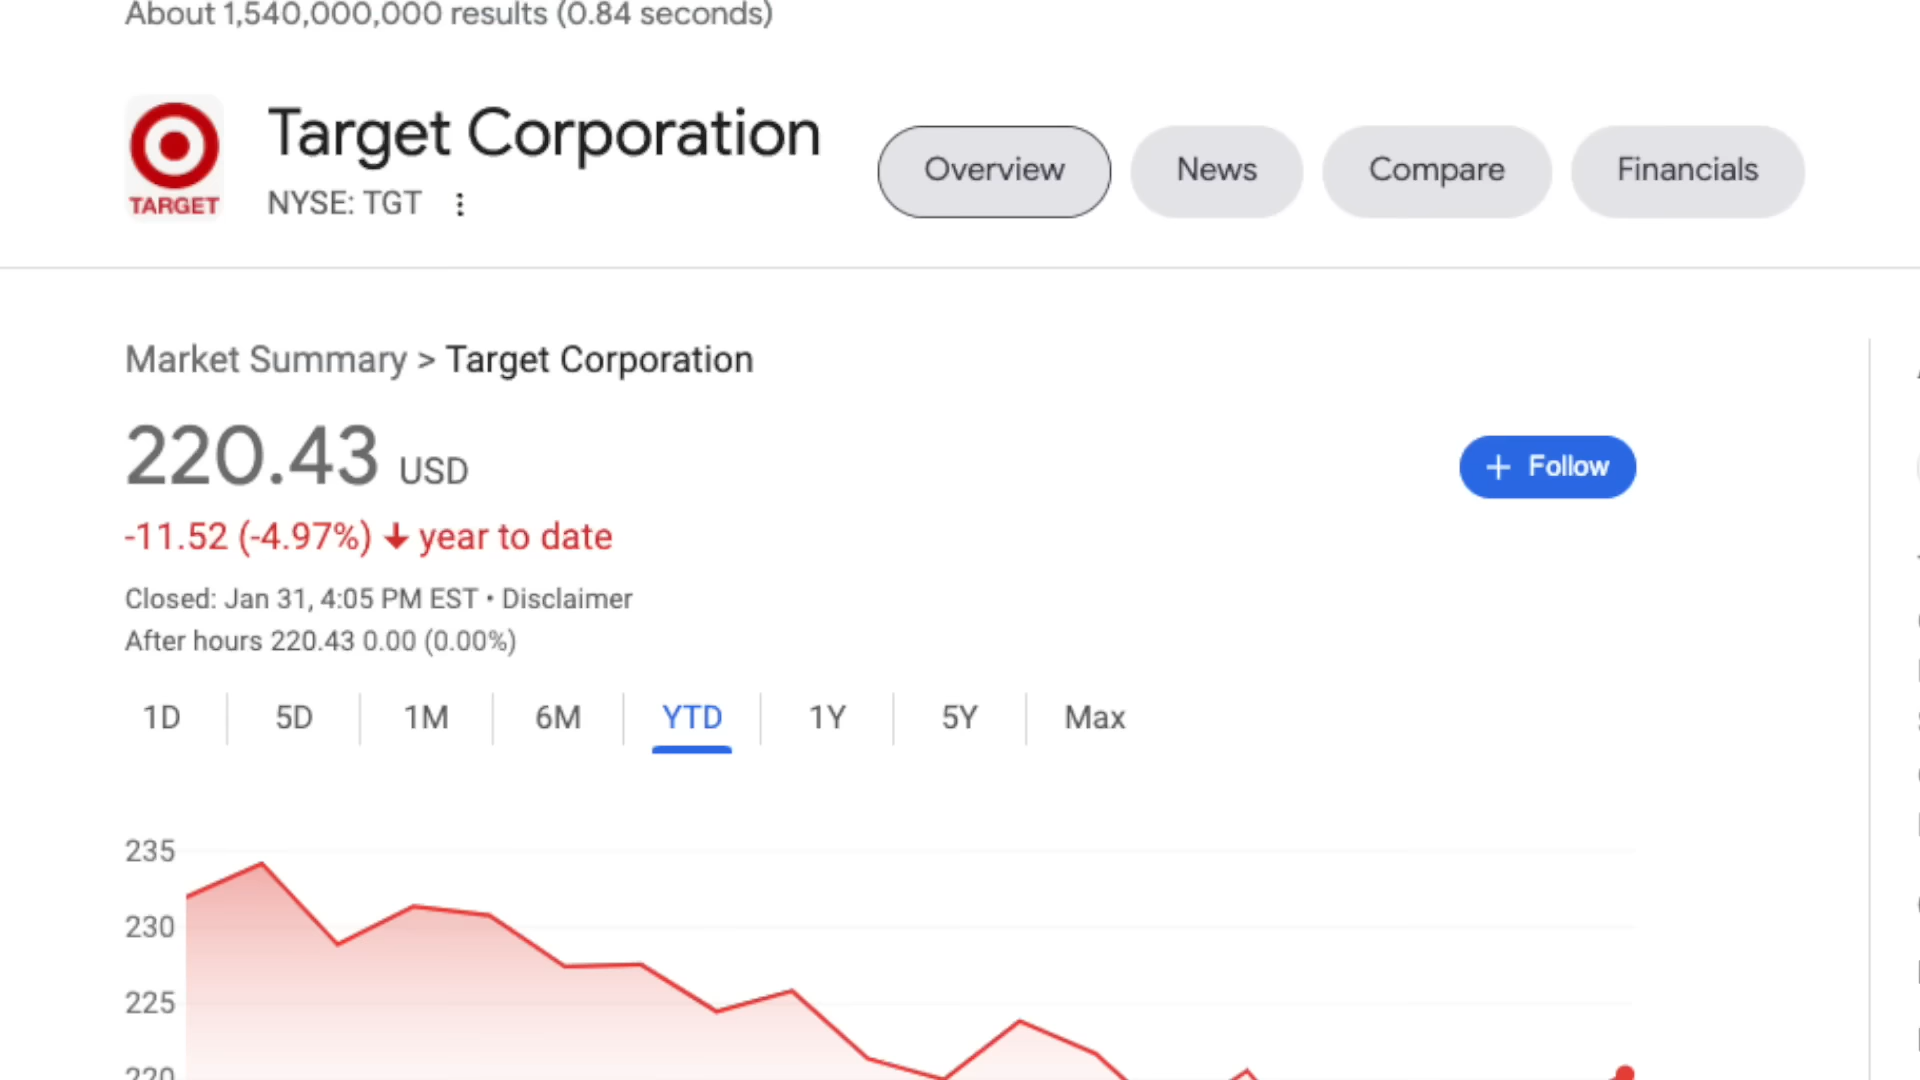 About 1,540,000,000 results (0.84 seconds)
TARGET
Target Corporation
NYSE: TGT
Overview
News
Compare
Financials
Market Summary > Target Corporation
220.43 USD
+ Follow
-11.52 (-4.97%) ↓ year to date
Closed: Jan 31, 4:05 PM EST • Disclaimer
After hours 220.43 0.00 (0.00%)
1D
5D
1M
6M
YTD
1Y
5Y
Max
235
230
225
220